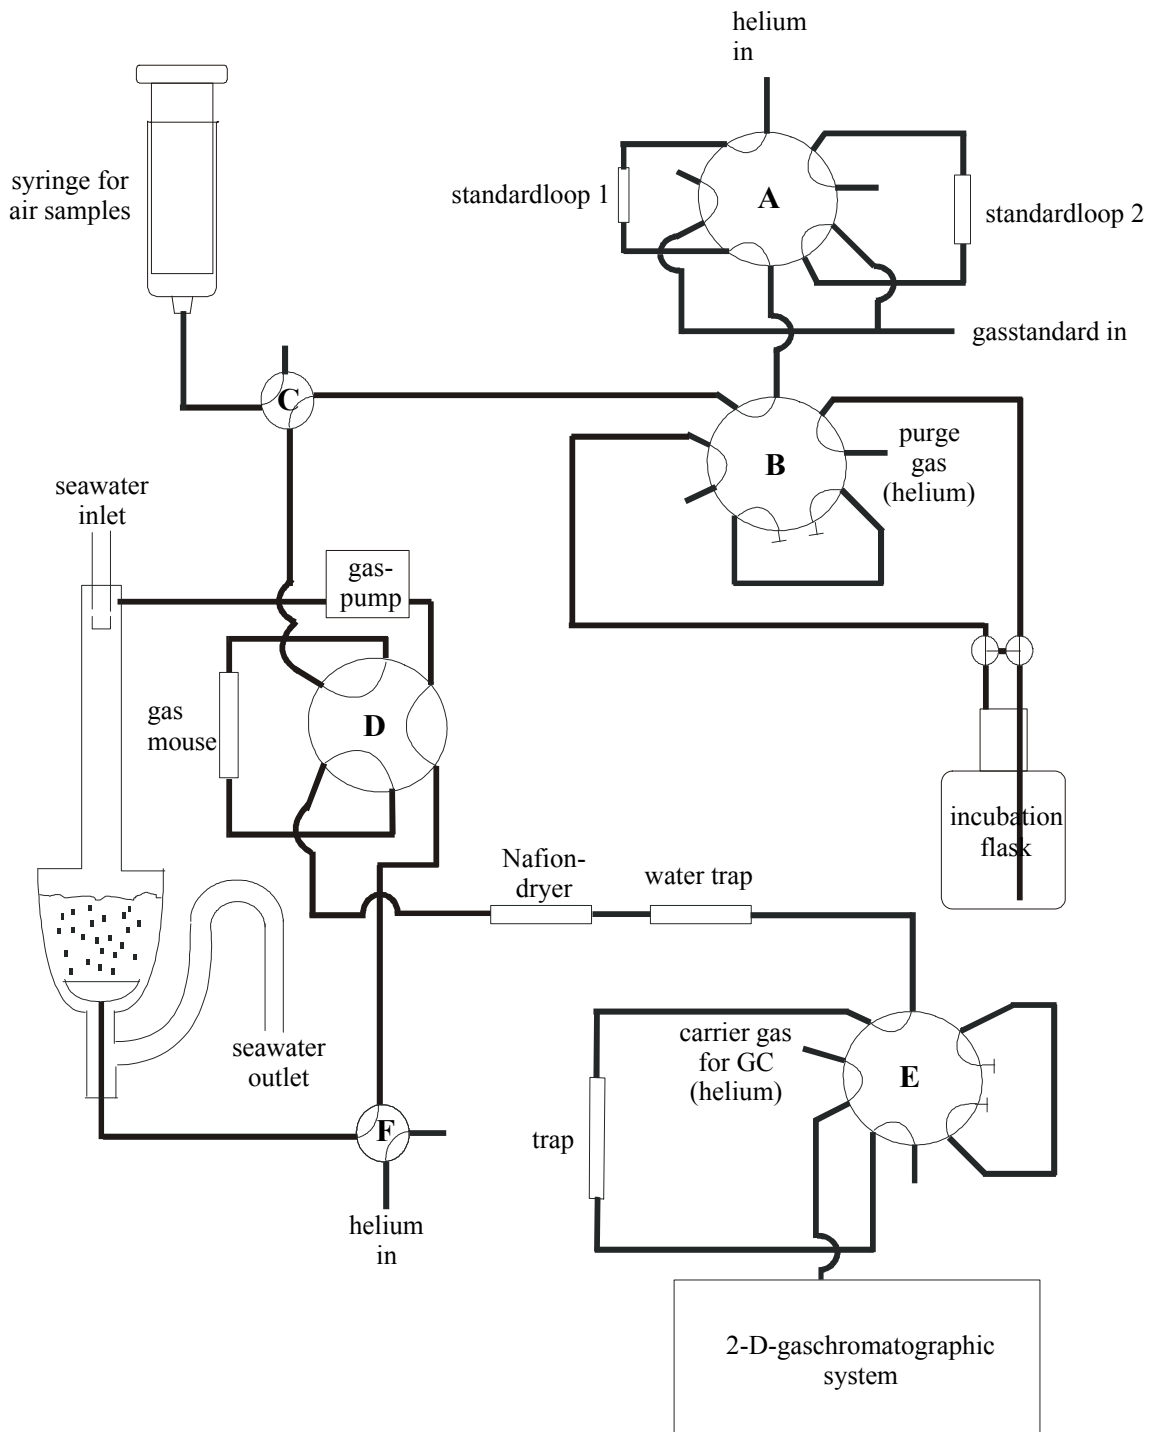 helium
in
syringe for
air samples
standardloop 1
A
standardloop 2
gasstandard in
C
B
purge
gas
(helium)
seawater
inlet
gas-
pump
gas
mouse
D
incubation
flask
Nafion-
dryer
water trap
seawater
outlet
carrier gas
for GC
(helium)
E
F
trap
helium
in
2-D-gaschromatographic
system